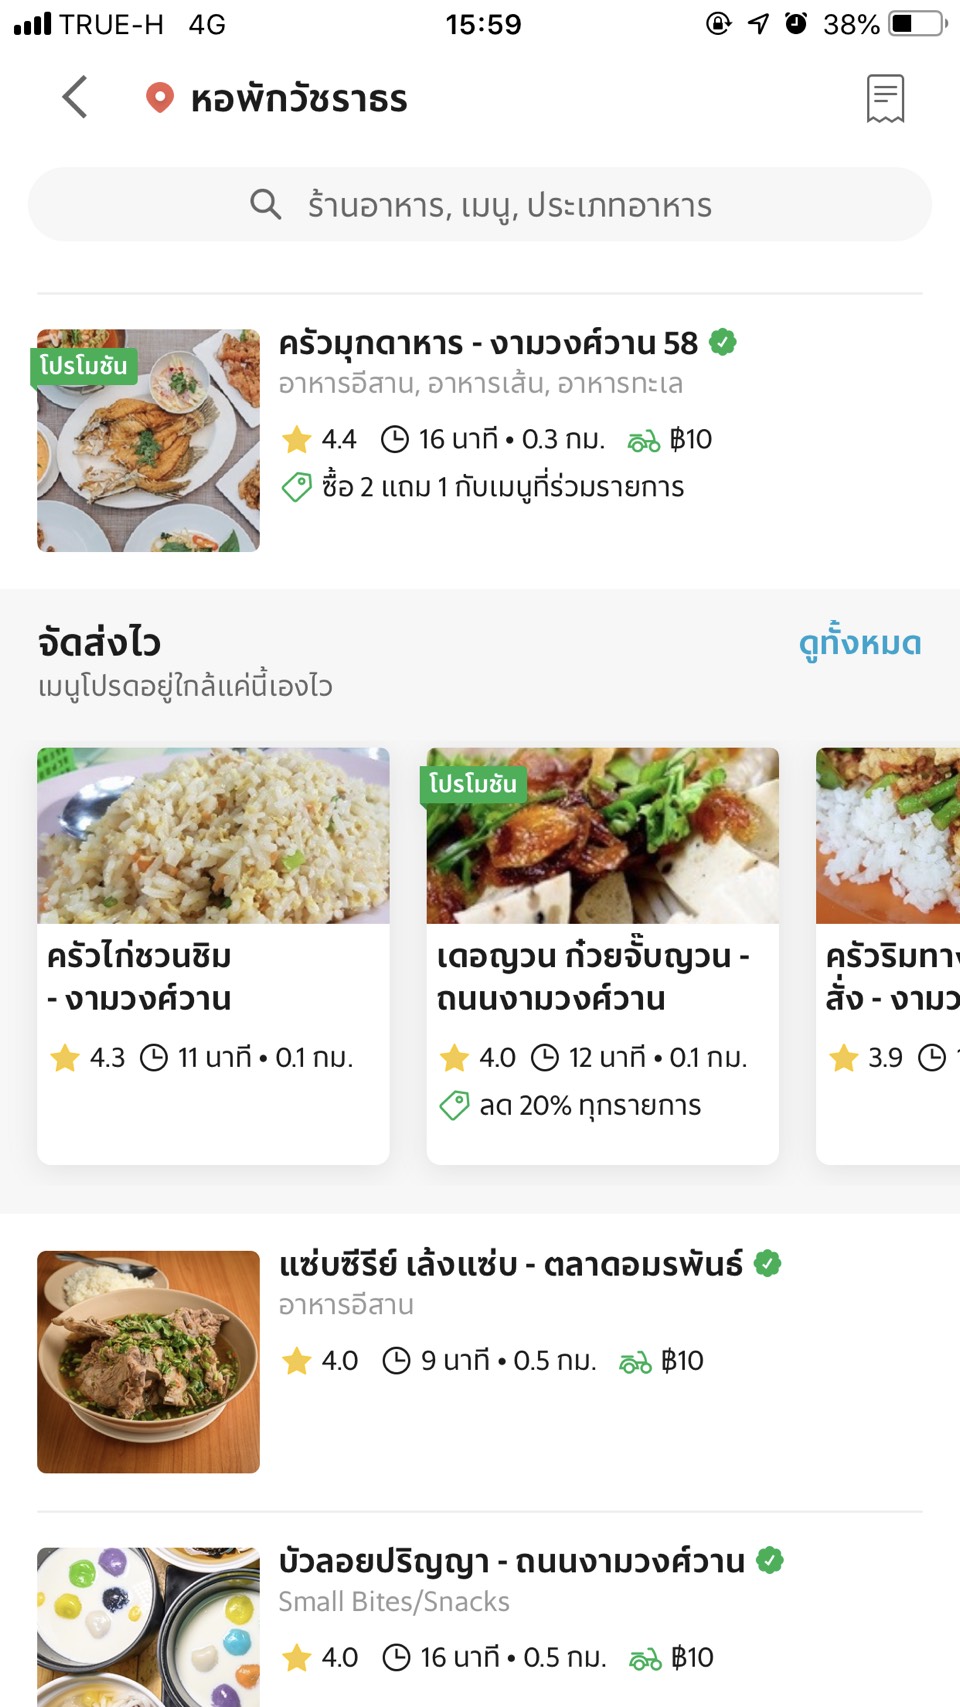 TRUE-H 4G 15:59 38%
หอพักวัชราธร
ร้านอาหาร, เมนู, ประเภทอาหาร
โปรโมชัน
ครัวมุกดาหาร - งามวงศ์วาน 58
อาหารอีสาน, อาหารเส้น, อาหารทะเล
4.4 16 นาที • 0.3 กม. ฿10
ซื้อ 2 แถม 1 กับเมนูที่ร่วมรายการ
จัดส่งไว
ดูทั้งหมด
เมนูโปรดอยู่ใกล้แค่นี้เองไว
ครัวไก่ชวนชิม
- งามวงศ์วาน
4.3 11 นาที • 0.1 กม.
โปรโมชัน
เดอญวน ก๋วยจั๊บญวน -
ถนนงามวงศ์วาน
4.0 12 นาที • 0.1 กม.
ลด 20% ทุกรายการ
ครัวริมทา
สั่ง - งามว
3.9
แซ่บซีรีย์ เล้งแซ่บ - ตลาดอมรพันธ์
อาหารอีสาน
4.0 9 นาที • 0.5 กม. ฿10
บัวลอยปริญญา - ถนนงามวงศ์วาน
Small Bites/Snacks
4.0 16 นาที • 0.5 กม. ฿10